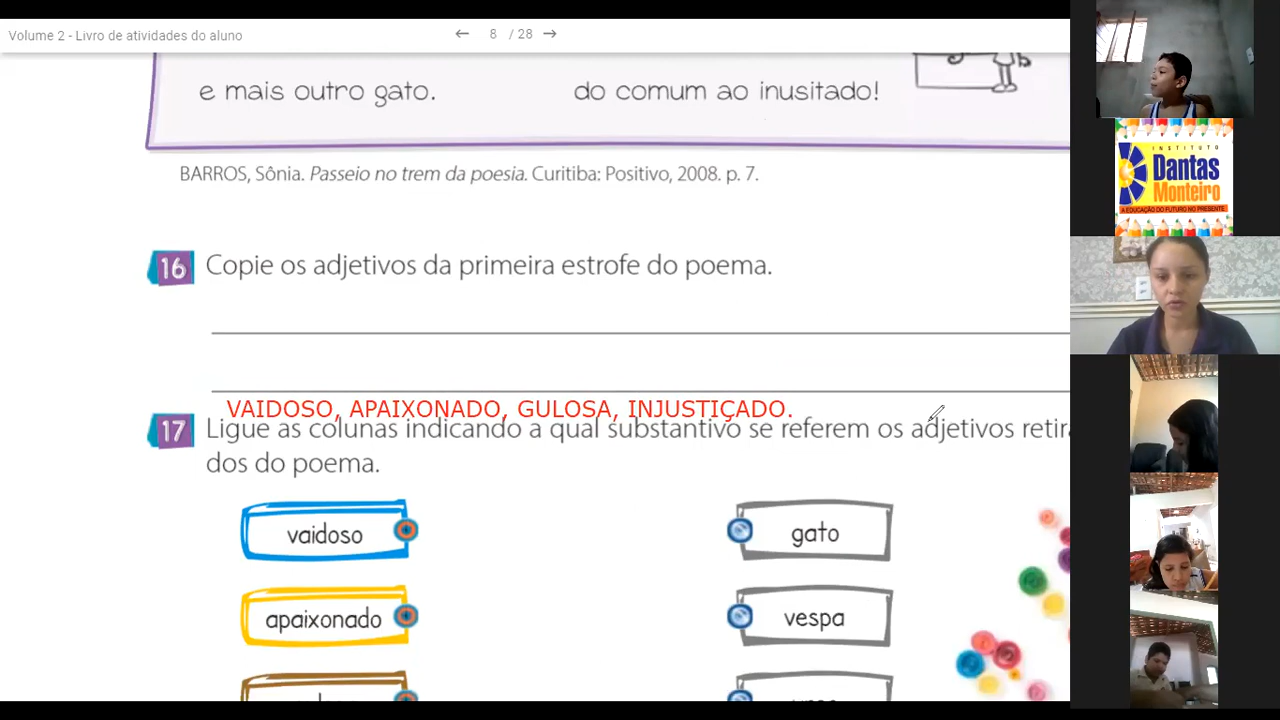 Volume 2 - Livro de atividades do aluno
8 / 28
e mais outro gato.
do comum ao inusitado!
BARROS, Sônia. Passeio no trem da poesia. Curitiba: Positivo, 2008. p. 7.
16 Copie os adjetivos da primeira estrofe do poema.
VAIDOSO, APAIXONADO, GULOSA, INJUSTIÇADO.
17 Ligue as colunas indicando a qual substantivo se referem os adjetivos retira
dos do poema.
vaidoso
gato
apaixonado
vespa
INSTITUTO
Dantas
Monteiro
A EDUCAÇÃO DO FUTURO NO PRESENTE